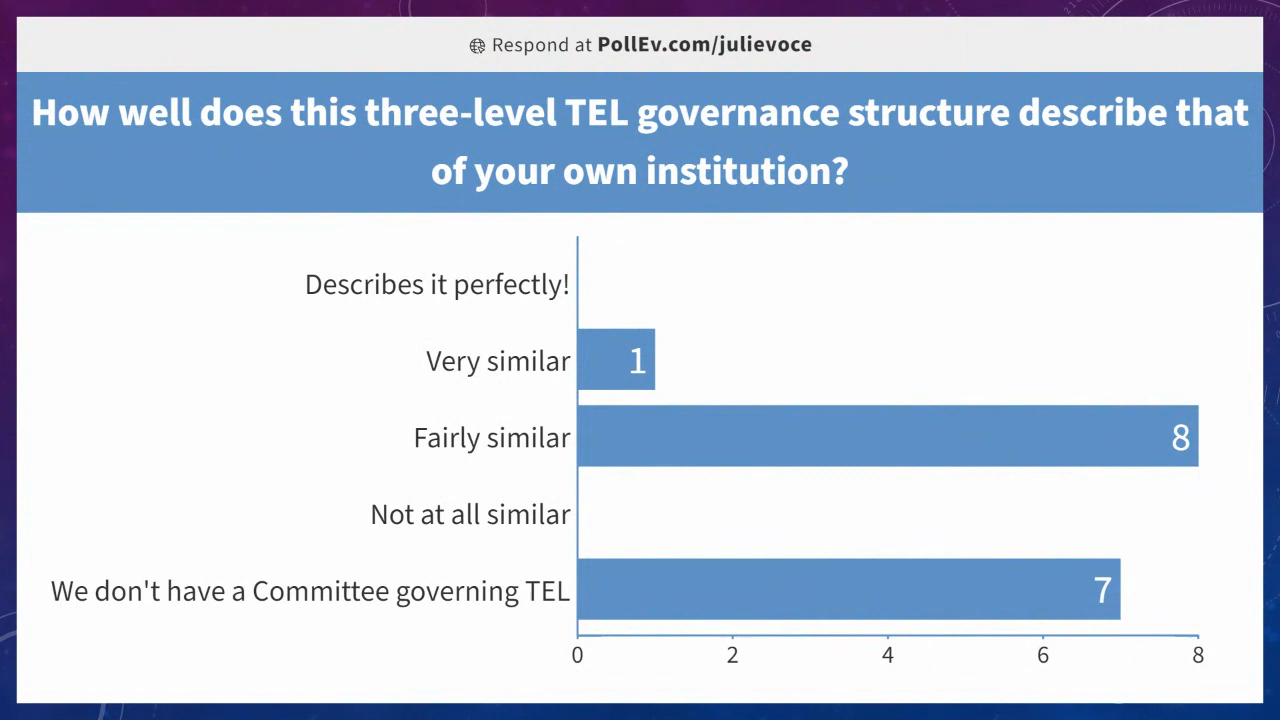 Respond at PollEv.com/julievoce
How well does this three-level TEL governance structure describe that
of your own institution?
Describes it perfectly!
Very similar
1
Fairly similar
8
Not at all similar
We don't have a Committee governing TEL
7
0 2 4 6 8